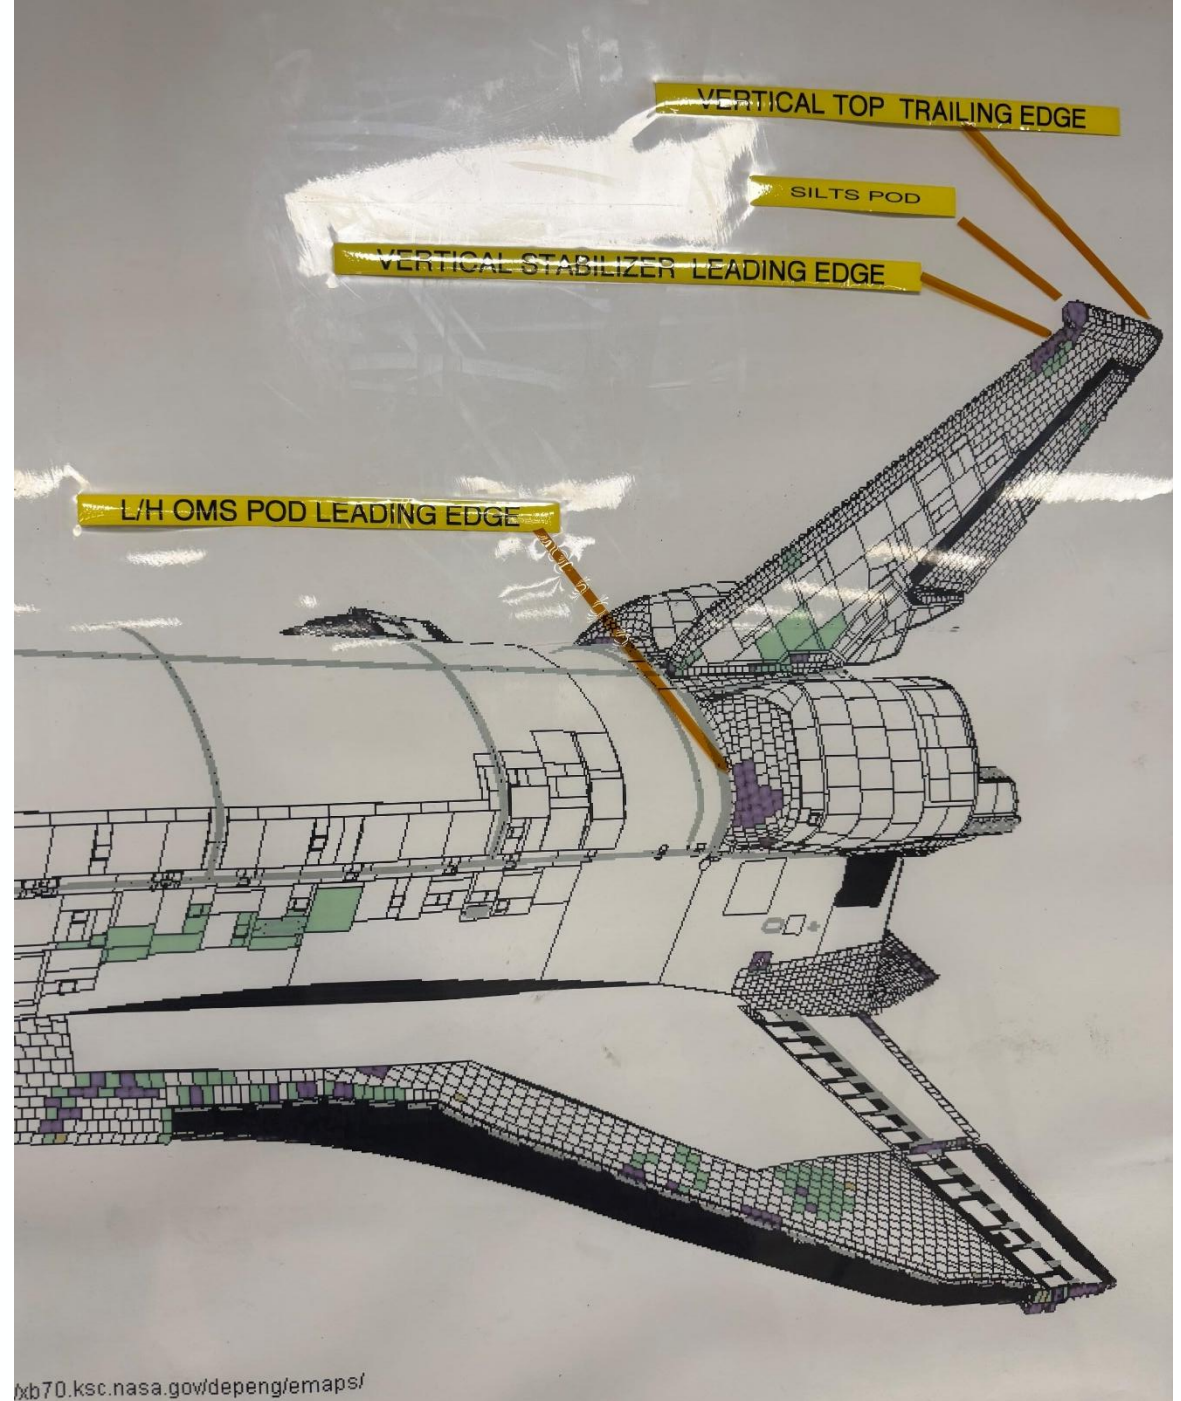 VERTICAL TOP TRAILING EDGE
SILTS POD
VERTICAL STABILIZER LEADING EDGE
L/H OMS POD LEADING EDGE
/xb70.ksc.nasa.gov/depeng/emaps/